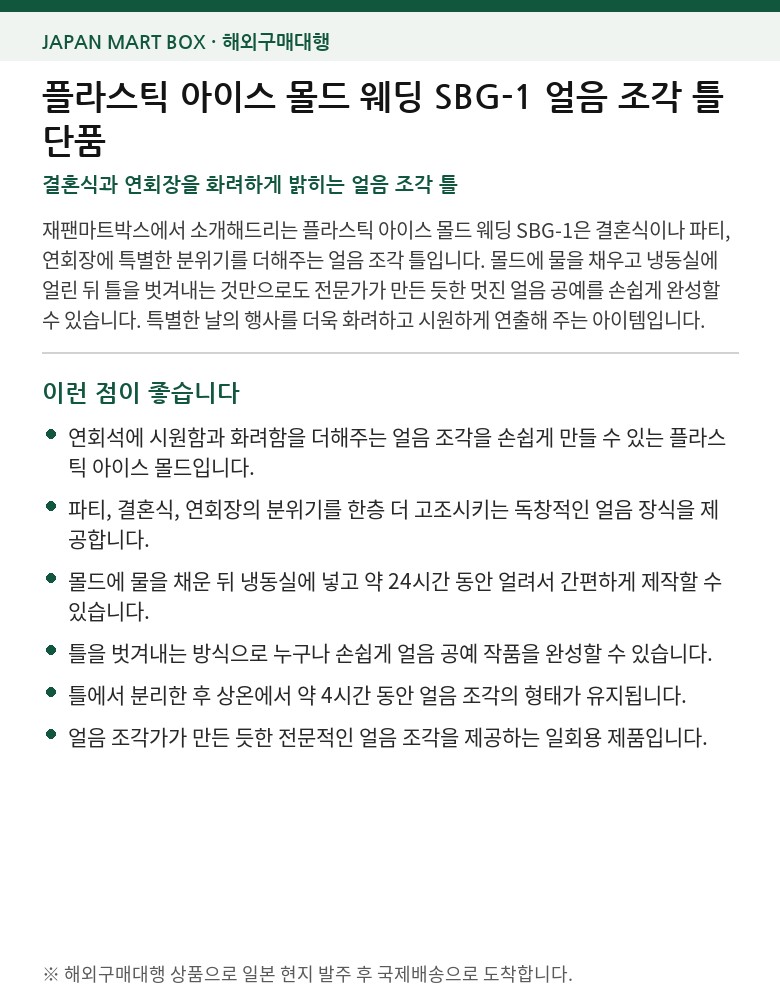 JAPAN MART BOX · 해외구매대행
플라스틱 아이스 몰드 웨딩 SBG-1 얼음 조각 틀
단품
결혼식과 연회장을 화려하게 밝히는 얼음 조각 틀
재팬마트박스에서 소개해드리는 플라스틱 아이스 몰드 웨딩 SBG-1은 결혼식이나 파티,
연회장에 특별한 분위기를 더해주는 얼음 조각 틀입니다. 몰드에 물을 채우고 냉동실에
얼린 뒤 틀을 벗겨내는 것만으로도 전문가가 만든 듯한 멋진 얼음 공예를 손쉽게 완성할
수 있습니다. 특별한 날의 행사를 더욱 화려하고 시원하게 연출해 주는 아이템입니다.
이런 점이 좋습니다
연회석에 시원함과 화려함을 더해주는 얼음 조각을 손쉽게 만들 수 있는 플라스
틱 아이스 몰드입니다.
파티, 결혼식, 연회장의 분위기를 한층 더 고조시키는 독창적인 얼음 장식을 제
공합니다.
몰드에 물을 채운 뒤 냉동실에 넣고 약 24시간 동안 얼려서 간편하게 제작할 수
있습니다.
틀을 벗겨내는 방식으로 누구나 손쉽게 얼음 공예 작품을 완성할 수 있습니다.
틀에서 분리한 후 상온에서 약 4시간 동안 얼음 조각의 형태가 유지됩니다.
얼음 조각가가 만든 듯한 전문적인 얼음 조각을 제공하는 일회용 제품입니다.
※ 해외구매대행 상품으로 일본 현지 발주 후 국제배송으로 도착합니다.